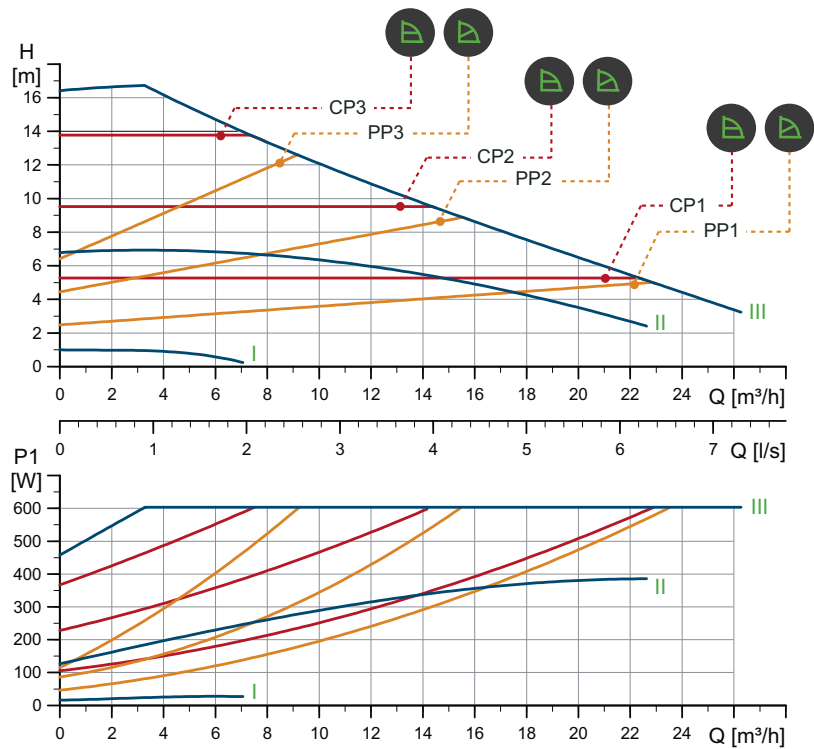 H
[m]
16
14
12
10
8
6
4
2
0
CP3
PP3
CP2
PP2
CP1
PP1
III
II
I
0 2 4 6 8 10 12 14 16 18 20 22 24 Q [m³/h]
0 1 2 3 4 5 6 7 Q [l/s]
P1
[W]
600
500
400
300
200
100
0
III
II
I
0 2 4 6 8 10 12 14 16 18 20 22 24 Q [m³/h]